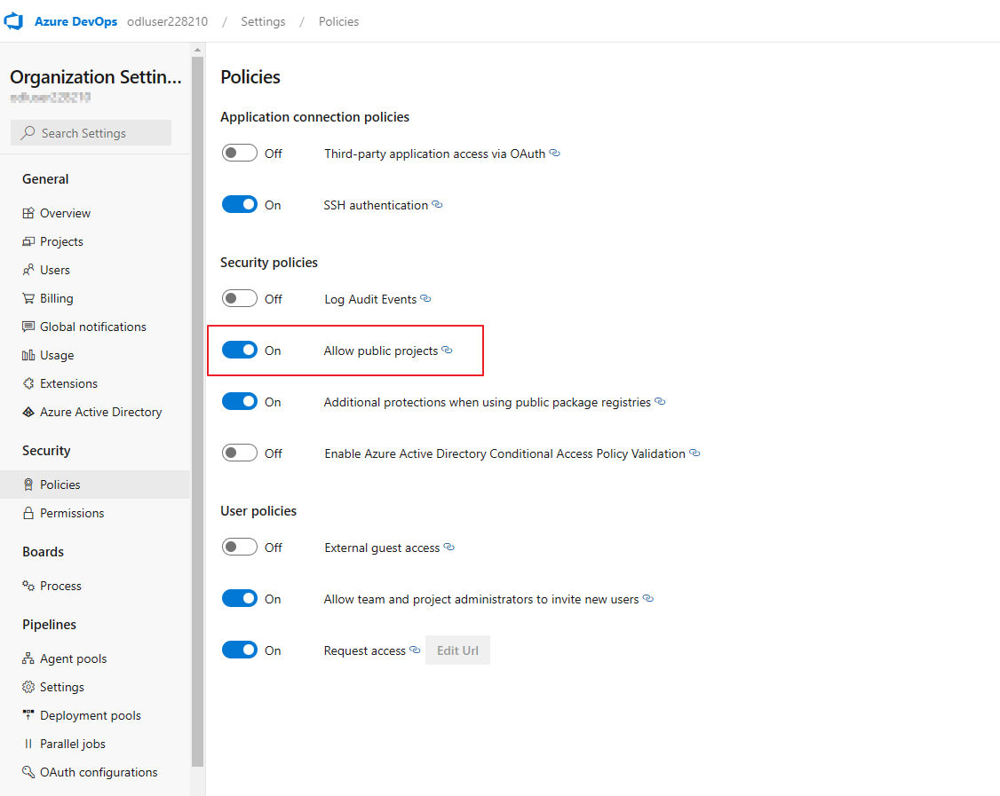 Azure DevOps odluser228210 / Settings / Policies
Organization Settin...
Search Settings
General
Overview
Projects
Users
Billing
Global notifications
Usage
Extensions
Azure Active Directory
Security
Policies
Permissions
Boards
Process
Pipelines
Agent pools
Settings
Deployment pools
Parallel jobs
OAuth configurations
Policies
Application connection policies
Off Third-party application access via OAuth
On SSH authentication
Security policies
Off Log Audit Events
On Allow public projects
On Additional protections when using public package registries
Off Enable Azure Active Directory Conditional Access Policy Validation
User policies
Off External guest access
On Allow team and project administrators to invite new users
On Request access Edit Url